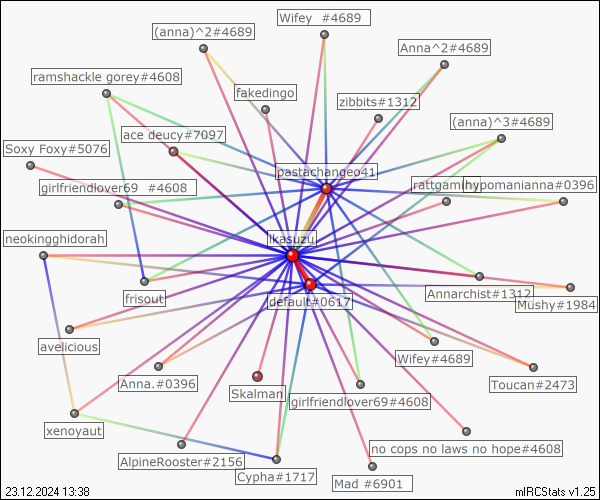 Wifey #4689
(anna)^2#4689
Anna^2#4689
ramshackle gorey#4608
fakedingo
zibbits#1312
(anna)^3#4689
ace deucy#7097
Soxy Foxy#5076
pastachangeo41
girlfriendlover69 #4608
hypomanianna#0396
neokingghidorah
ikasuzu
frisout
default#0617
Annarchist#1312
Mushy#1984
avelicious
Wifey#4689
Anna.#0396
Toucan#2473
Skalman
girlfriendlover69#4608
xenoyaut
no cops no laws no hope#4608
AlpineRooster#2156
Cypha#1717
Mad #6901
23.12.2024 13:38
mIRCStats v1.25